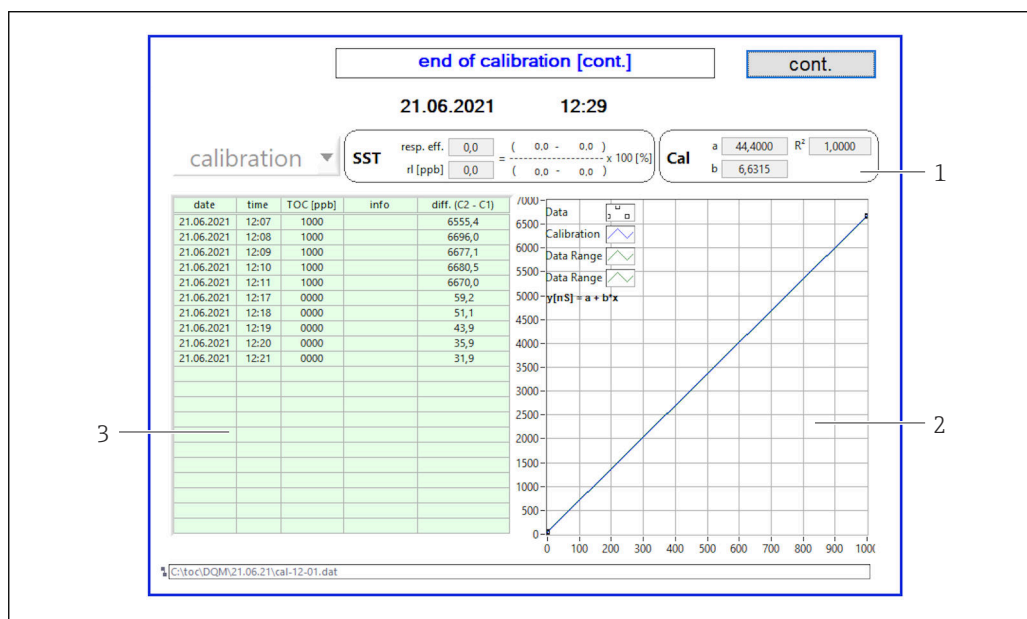 end of calibration [cont.]
cont.
21.06.2021 12:29
calibration
SST
resp. eff. 0,0 = ( 0,0 - 0,0 )
rl [ppb] 0,0 ( 0,0 - 0,0 ) x 100 [%]
Cal
a 44,4000 R² 1,0000
b 6,6315
1
date time TOC [ppb] info diff. (C2 - C1)
21.06.2021 12:07 1000 6555,4
21.06.2021 12:08 1000 6696,0
21.06.2021 12:09 1000 6677,1
21.06.2021 12:10 1000 6680,5
21.06.2021 12:11 1000 6670,0
21.06.2021 12:17 0000 59,2
21.06.2021 12:18 0000 51,1
21.06.2021 12:19 0000 43,9
21.06.2021 12:20 0000 35,9
21.06.2021 12:21 0000 31,9
3
7000
6500
6000
5500
5000
4500
4000
3500
3000
2500
2000
1500
1000
500
0
Data
Calibration
Data Range
Data Range
y[nS] = a + b*x
2
0 100 200 300 400 500 600 700 800 900 1000
C:\toc\DQM\21.06.21\cal-12-01.dat